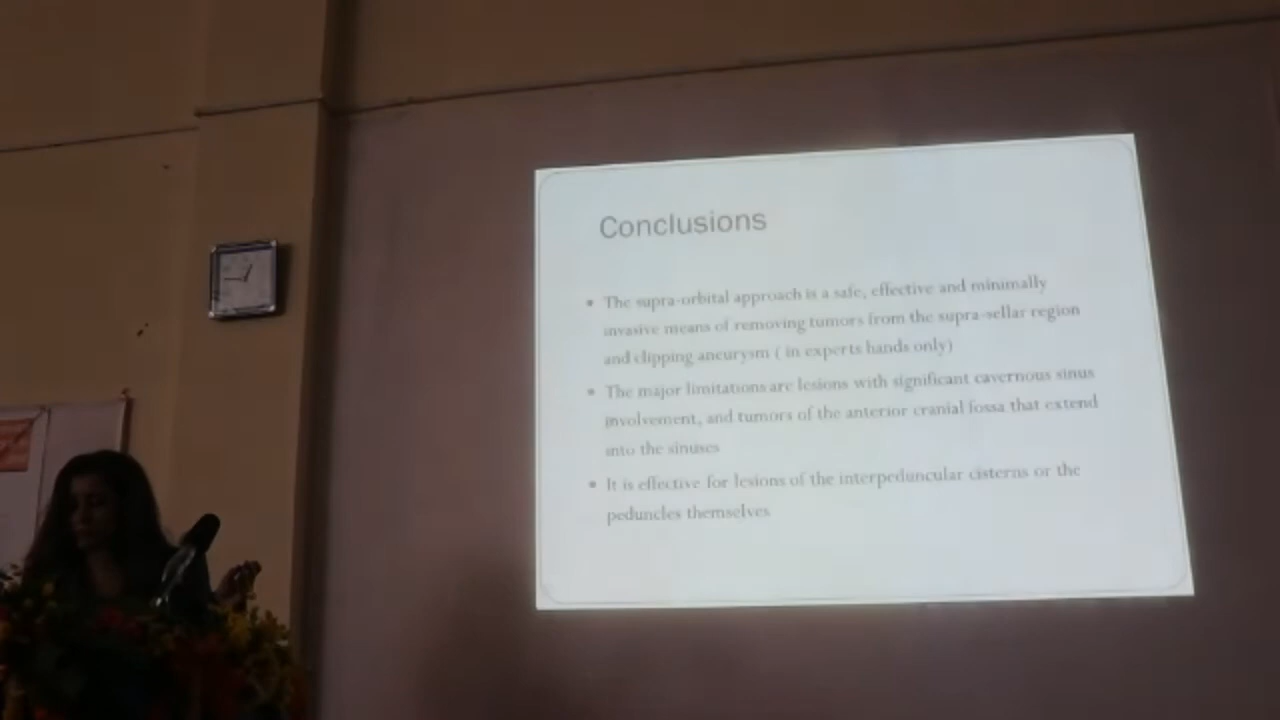 Conclusions
The supra-orbital approach is a safe, effective and minimally
invasive means of removing tumors from the supra-sellar region
and clipping aneurysm ( in experts hands only)
The major limitations are lesions with significant cavernous sinus
involvement, and tumors of the anterior cranial fossa that extend
into the sinuses
It is effective for lesions of the interpeduncular cisterns or the
peduncles themselves